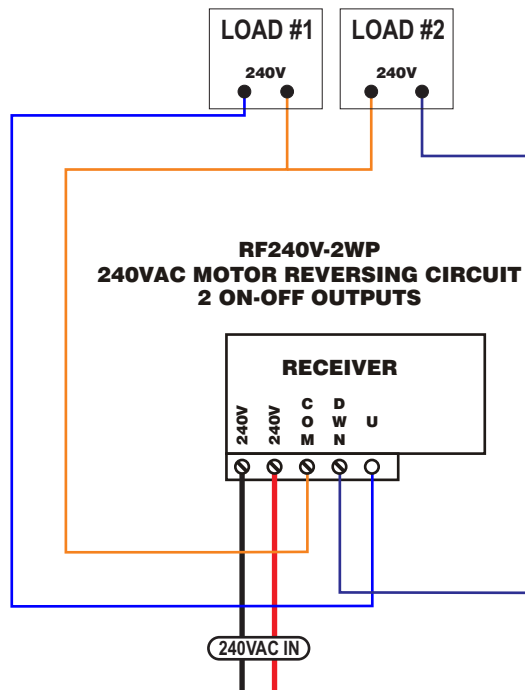 LOAD #1
LOAD #2
240V
240V
RF240V-2WP
240VAC MOTOR REVERSING CIRCUIT
2 ON-OFF OUTPUTS
RECEIVER
240V
240V
COM
DWN
U
240VAC IN